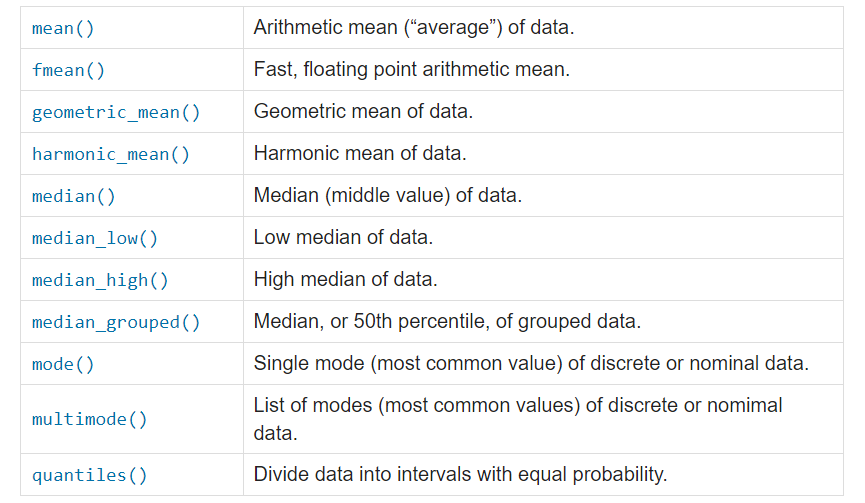 mean() Arithmetic mean (“average”) of data.
fmean() Fast, floating point arithmetic mean.
geometric_mean() Geometric mean of data.
harmonic_mean() Harmonic mean of data.
median() Median (middle value) of data.
median_low() Low median of data.
median_high() High median of data.
median_grouped() Median, or 50th percentile, of grouped data.
mode() Single mode (most common value) of discrete or nominal data.
multimode() List of modes (most common values) of discrete or nomimal
data.
quantiles() Divide data into intervals with equal probability.